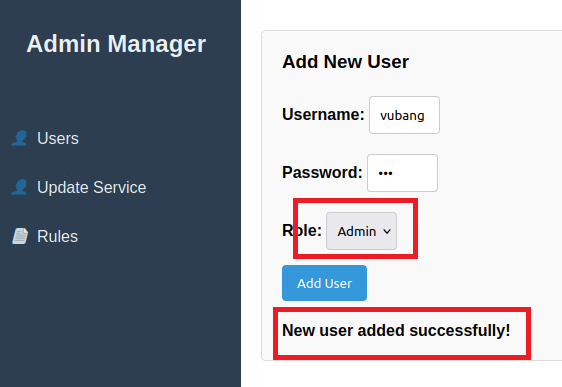 Admin Manager
Users
Update Service
Rules
Add New User
Username: vubang
Password: •••
Role: Admin
Add User
New user added successfully!